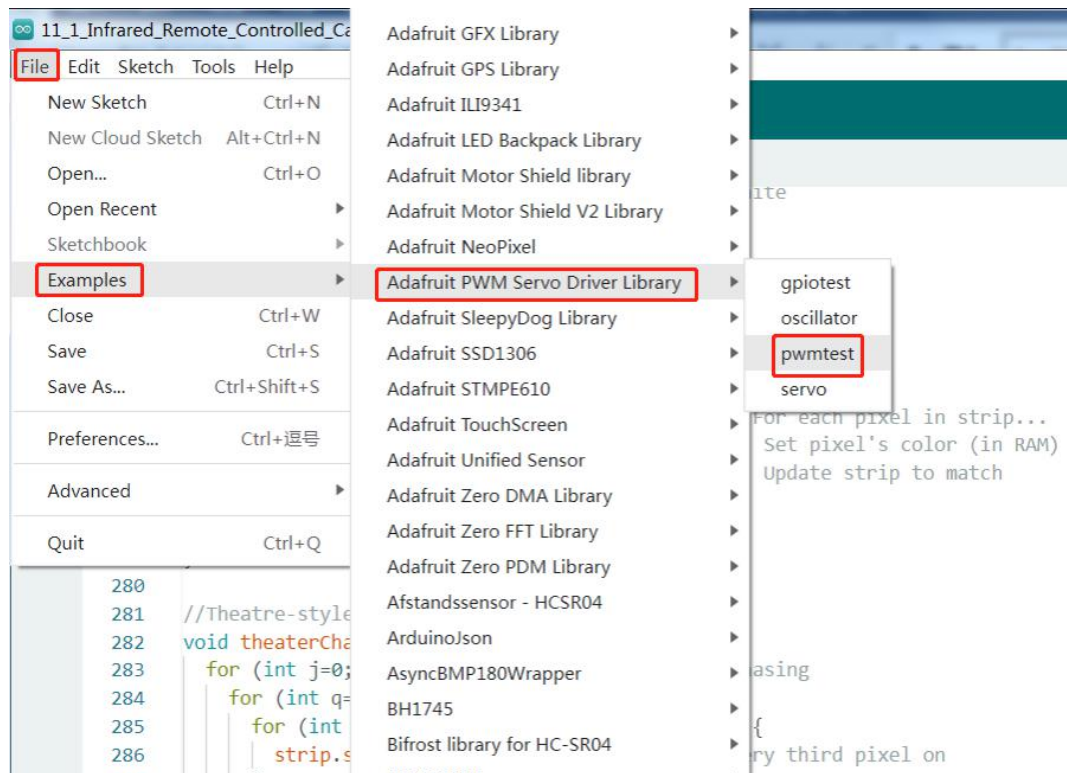 11_1_Infrared_Remote_Controlled_Ca
File Edit Sketch Tools Help
New Sketch Ctrl+N
New Cloud Sketch Alt+Ctrl+N
Open... Ctrl+O
Open Recent
Sketchbook
Examples
Close Ctrl+W
Save Ctrl+S
Save As... Ctrl+Shift+S
Preferences... Ctrl+逗号
Advanced
Quit Ctrl+Q
Adafruit GFX Library
Adafruit GPS Library
Adafruit ILI9341
Adafruit LED Backpack Library
Adafruit Motor Shield library
Adafruit Motor Shield V2 Library
Adafruit NeoPixel
Adafruit PWM Servo Driver Library
Adafruit SleepyDog Library
Adafruit SSD1306
Adafruit STMPE610
Adafruit TouchScreen
Adafruit Unified Sensor
Adafruit Zero DMA Library
Adafruit Zero FFT Library
Adafruit Zero PDM Library
Afstandssensor - HCSR04
ArduinoJson
AsyncBMP180Wrapper
BH1745
Bifrost library for HC-SR04
gpiotest
oscillator
pwmtest
servo
ite
For each pixel in strip...
Set pixel's color (in RAM)
Update strip to match
280
281 //Theatre-style
282 void theaterCha
283 for (int j=0; asing
284 for (int q=
285 for (int {
286 strip.s ry third pixel on